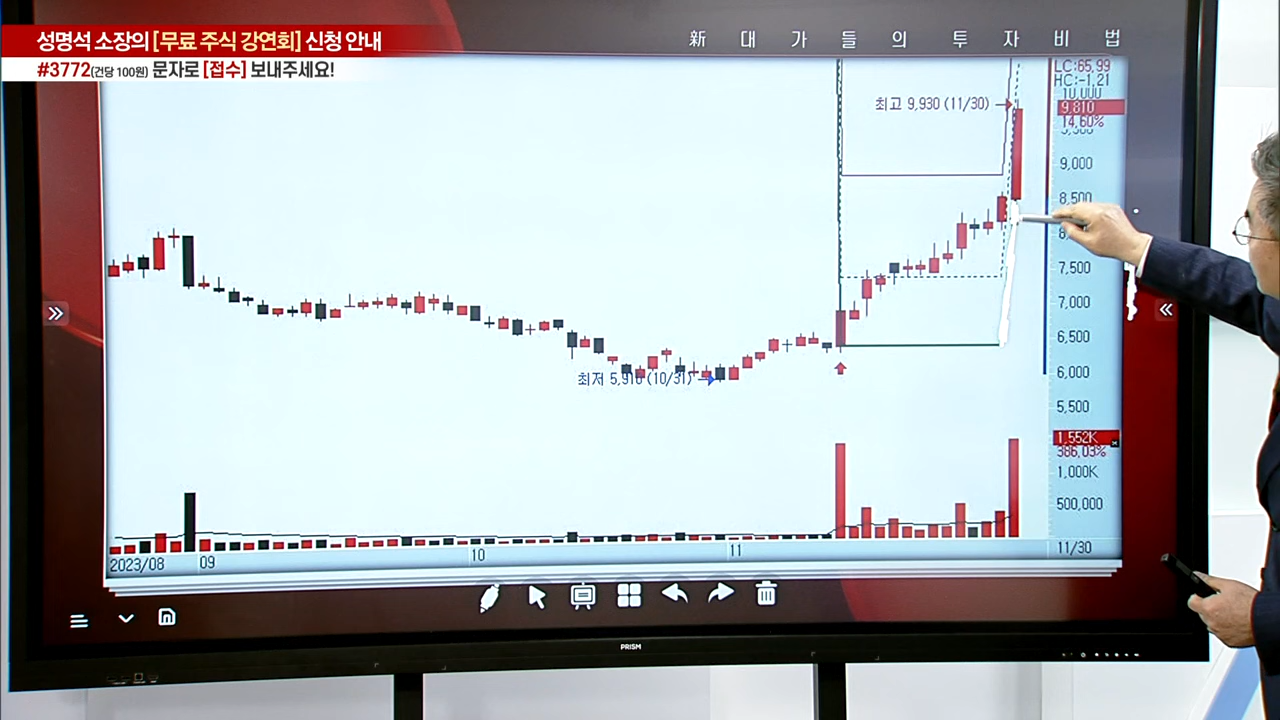 성명석 소장의 [무료 주식 강연회] 신청 안내
#3772(건당 100원) 문자로 [접수] 보내주세요!
新 대가들의 투자비법
LC:65,99
HC:-1,21
10,000
최고 9,930 (11/30)
9,810
14,60%
9,500
9,000
8,500
7,500
7,000
6,500
6,000
최저 5,910 (10/31)
5,500
1,552K
386,03%
1,000K
500,000
2023/08
09
10
11
11/30
PRISM